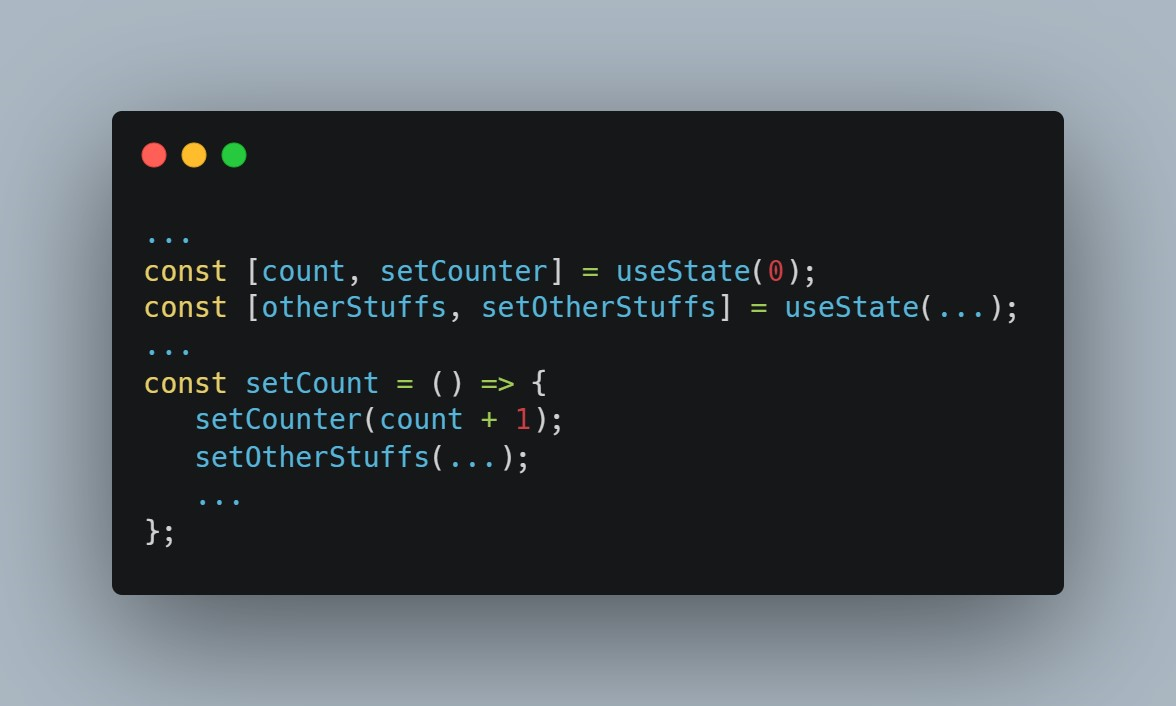 ...
const [count, setCounter] = useState(0);
const [otherStuffs, setOtherStuffs] = useState(...);
...
const setCount = () => {
   setCounter(count + 1);
   setOtherStuffs(...);
   ...
};